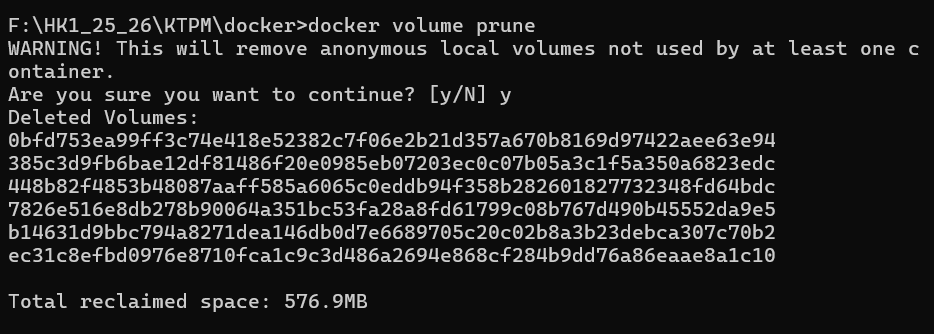 F:\HK1_25_26\KTPM\docker>docker volume prune
WARNING! This will remove anonymous local volumes not used by at least one c
ontainer.
Are you sure you want to continue? [y/N] y
Deleted Volumes:
0bfd753ea99ff3c74e418e52382c7f06e2b21d357a670b8169d97422aee63e94
385c3d9fb6bae12df81486f20e0985eb07203ec0c07b05a3c1f5a350a6823edc
448b82f4853b48087aaff585a6065c0eddb94f358b282601827732348fd64bdc
7826e516e8db278b90064a351bc53fa28a8fd61799c08b767d490b45552da9e5
b14631d9bbc794a8271dea146db0d7e6689705c20c02b8a3b23debca307c70b2
ec31c8efbd0976e8710fca1c9c3d486a2694e868cf284b9dd76a86eaae8a1c10
Total reclaimed space: 576.9MB